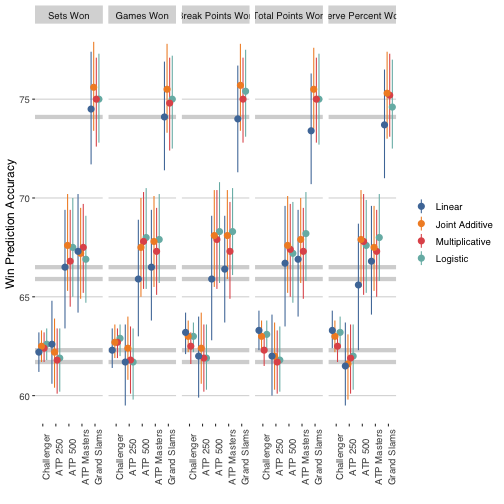 Sets Won
Games Won
Break Points Won
Total Points Won
erve Percent Wo
Win Prediction Accuracy
75
70
65
60
Linear
Joint Additive
Multiplicative
Logistic
Challenger
ATP 250
ATP 500
ATP Masters
Grand Slams
Challenger
ATP 250
ATP 500
ATP Masters
Grand Slams
Challenger
ATP 250
ATP 500
ATP Masters
Grand Slams
Challenger
ATP 250
ATP 500
ATP Masters
Grand Slams
Challenger
ATP 250
ATP 500
ATP Masters
Grand Slams